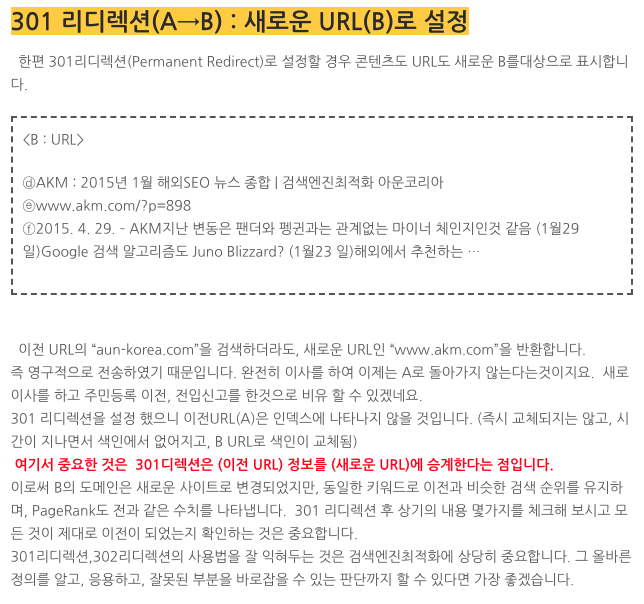 301 리디렉션(A→B) : 새로운 URL(B)로 설정
한편 301리디렉션(Permanent Redirect)로 설정할 경우 콘텐츠도 URL도 새로운 B를대상으로 표시합니
다.
<B : URL>
ⓓAKM : 2015년 1월 해외SEO 뉴스 종합 | 검색엔진최적화 아운코리아
ⓔwww.akm.com/?p=898
ⓕ2015. 4. 29. - AKM지난 변동은 팬더와 펭귄과는 관계없는 마이너 체인지인것 같음 (1월29
일)Google 검색 알고리즘도 Juno Blizzard? (1월23 일)해외에서 추천하는 …
이전 URL의 “aun-korea.com”을 검색하더라도, 새로운 URL인 “www.akm.com”을 반환합니다.
즉 영구적으로 전송하였기 때문입니다. 완전히 이사를 하여 이제는 A로 돌아가지 않는다는것이지요. 새로
이사를 하고 주민등록 이전, 전입신고를 한것으로 비유 할 수 있겠네요.
301 리디렉션을 설정 했으니 이전URL(A)은 인덱스에 나타나지 않을 것입니다. (즉시 교체되지는 않고, 시
간이 지나면서 색인에서 없어지고, B URL로 색인이 교체됨)
여기서 중요한 것은 301디렉션은 (이전 URL) 정보를 (새로운 URL)에 승계한다는 점입니다.
이로써 B의 도메인은 새로운 사이트로 변경되었지만, 동일한 키워드로 이전과 비슷한 검색 순위를 유지하
며, PageRank도 전과 같은 수치를 나타냅니다. 301 리디렉션 후 상기의 내용 몇가지를 체크해 보시고 모
든 것이 제대로 이전이 되었는지 확인하는 것은 중요합니다.
301리디렉션,302리디렉션의 사용법을 잘 익혀두는 것은 검색엔진최적화에 상당히 중요합니다. 그 올바른
정의를 알고, 응용하고, 잘못된 부분을 바로잡을 수 있는 판단까지 할 수 있다면 가장 좋겠습니다.